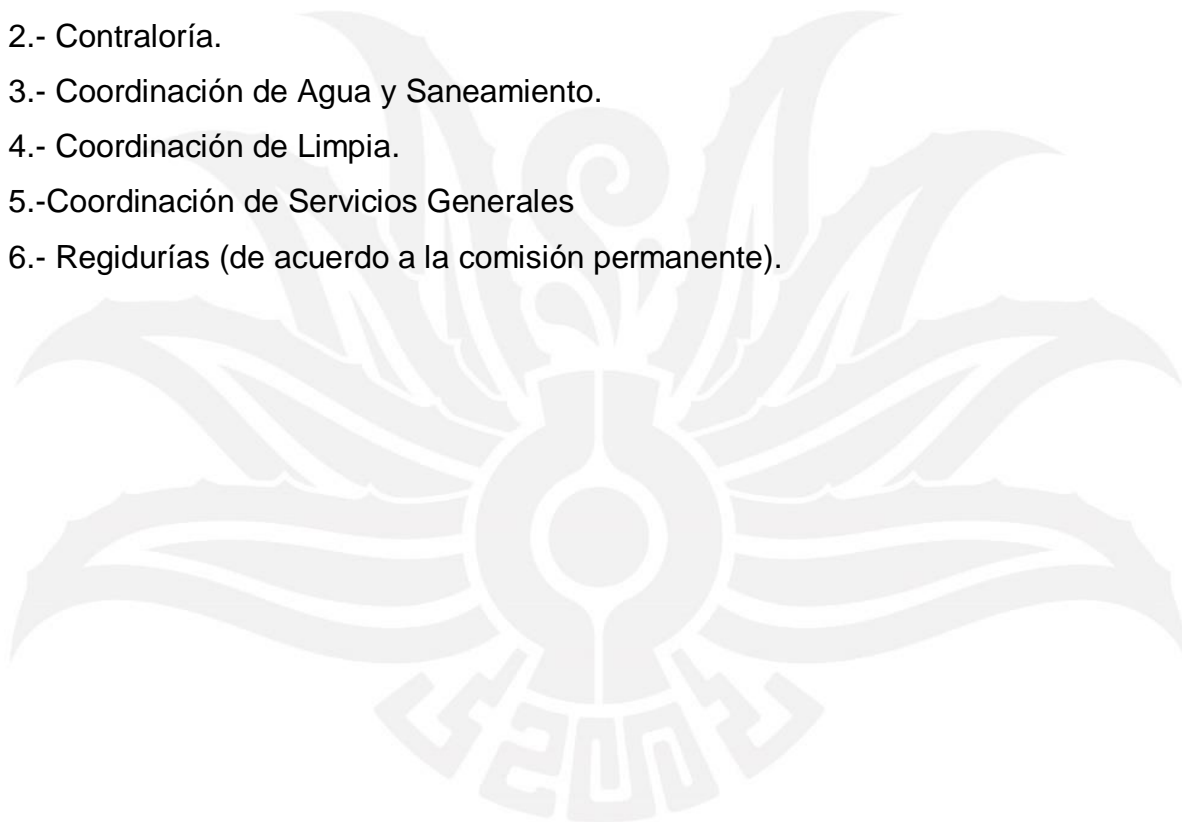 2.- Contraloría.
3.- Coordinación de Agua y Saneamiento.
4.- Coordinación de Limpia.
5.-Coordinación de Servicios Generales
6.- Regidurías (de acuerdo a la comisión permanente).